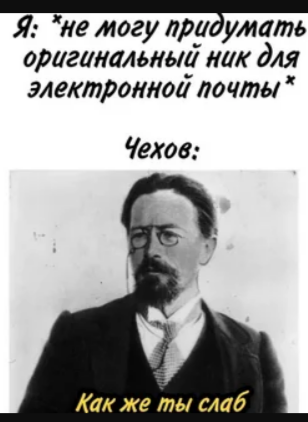 Я: *не могу придумать
оригинальный ник для
электронной почты*
Чехов:
Как же ты слаб